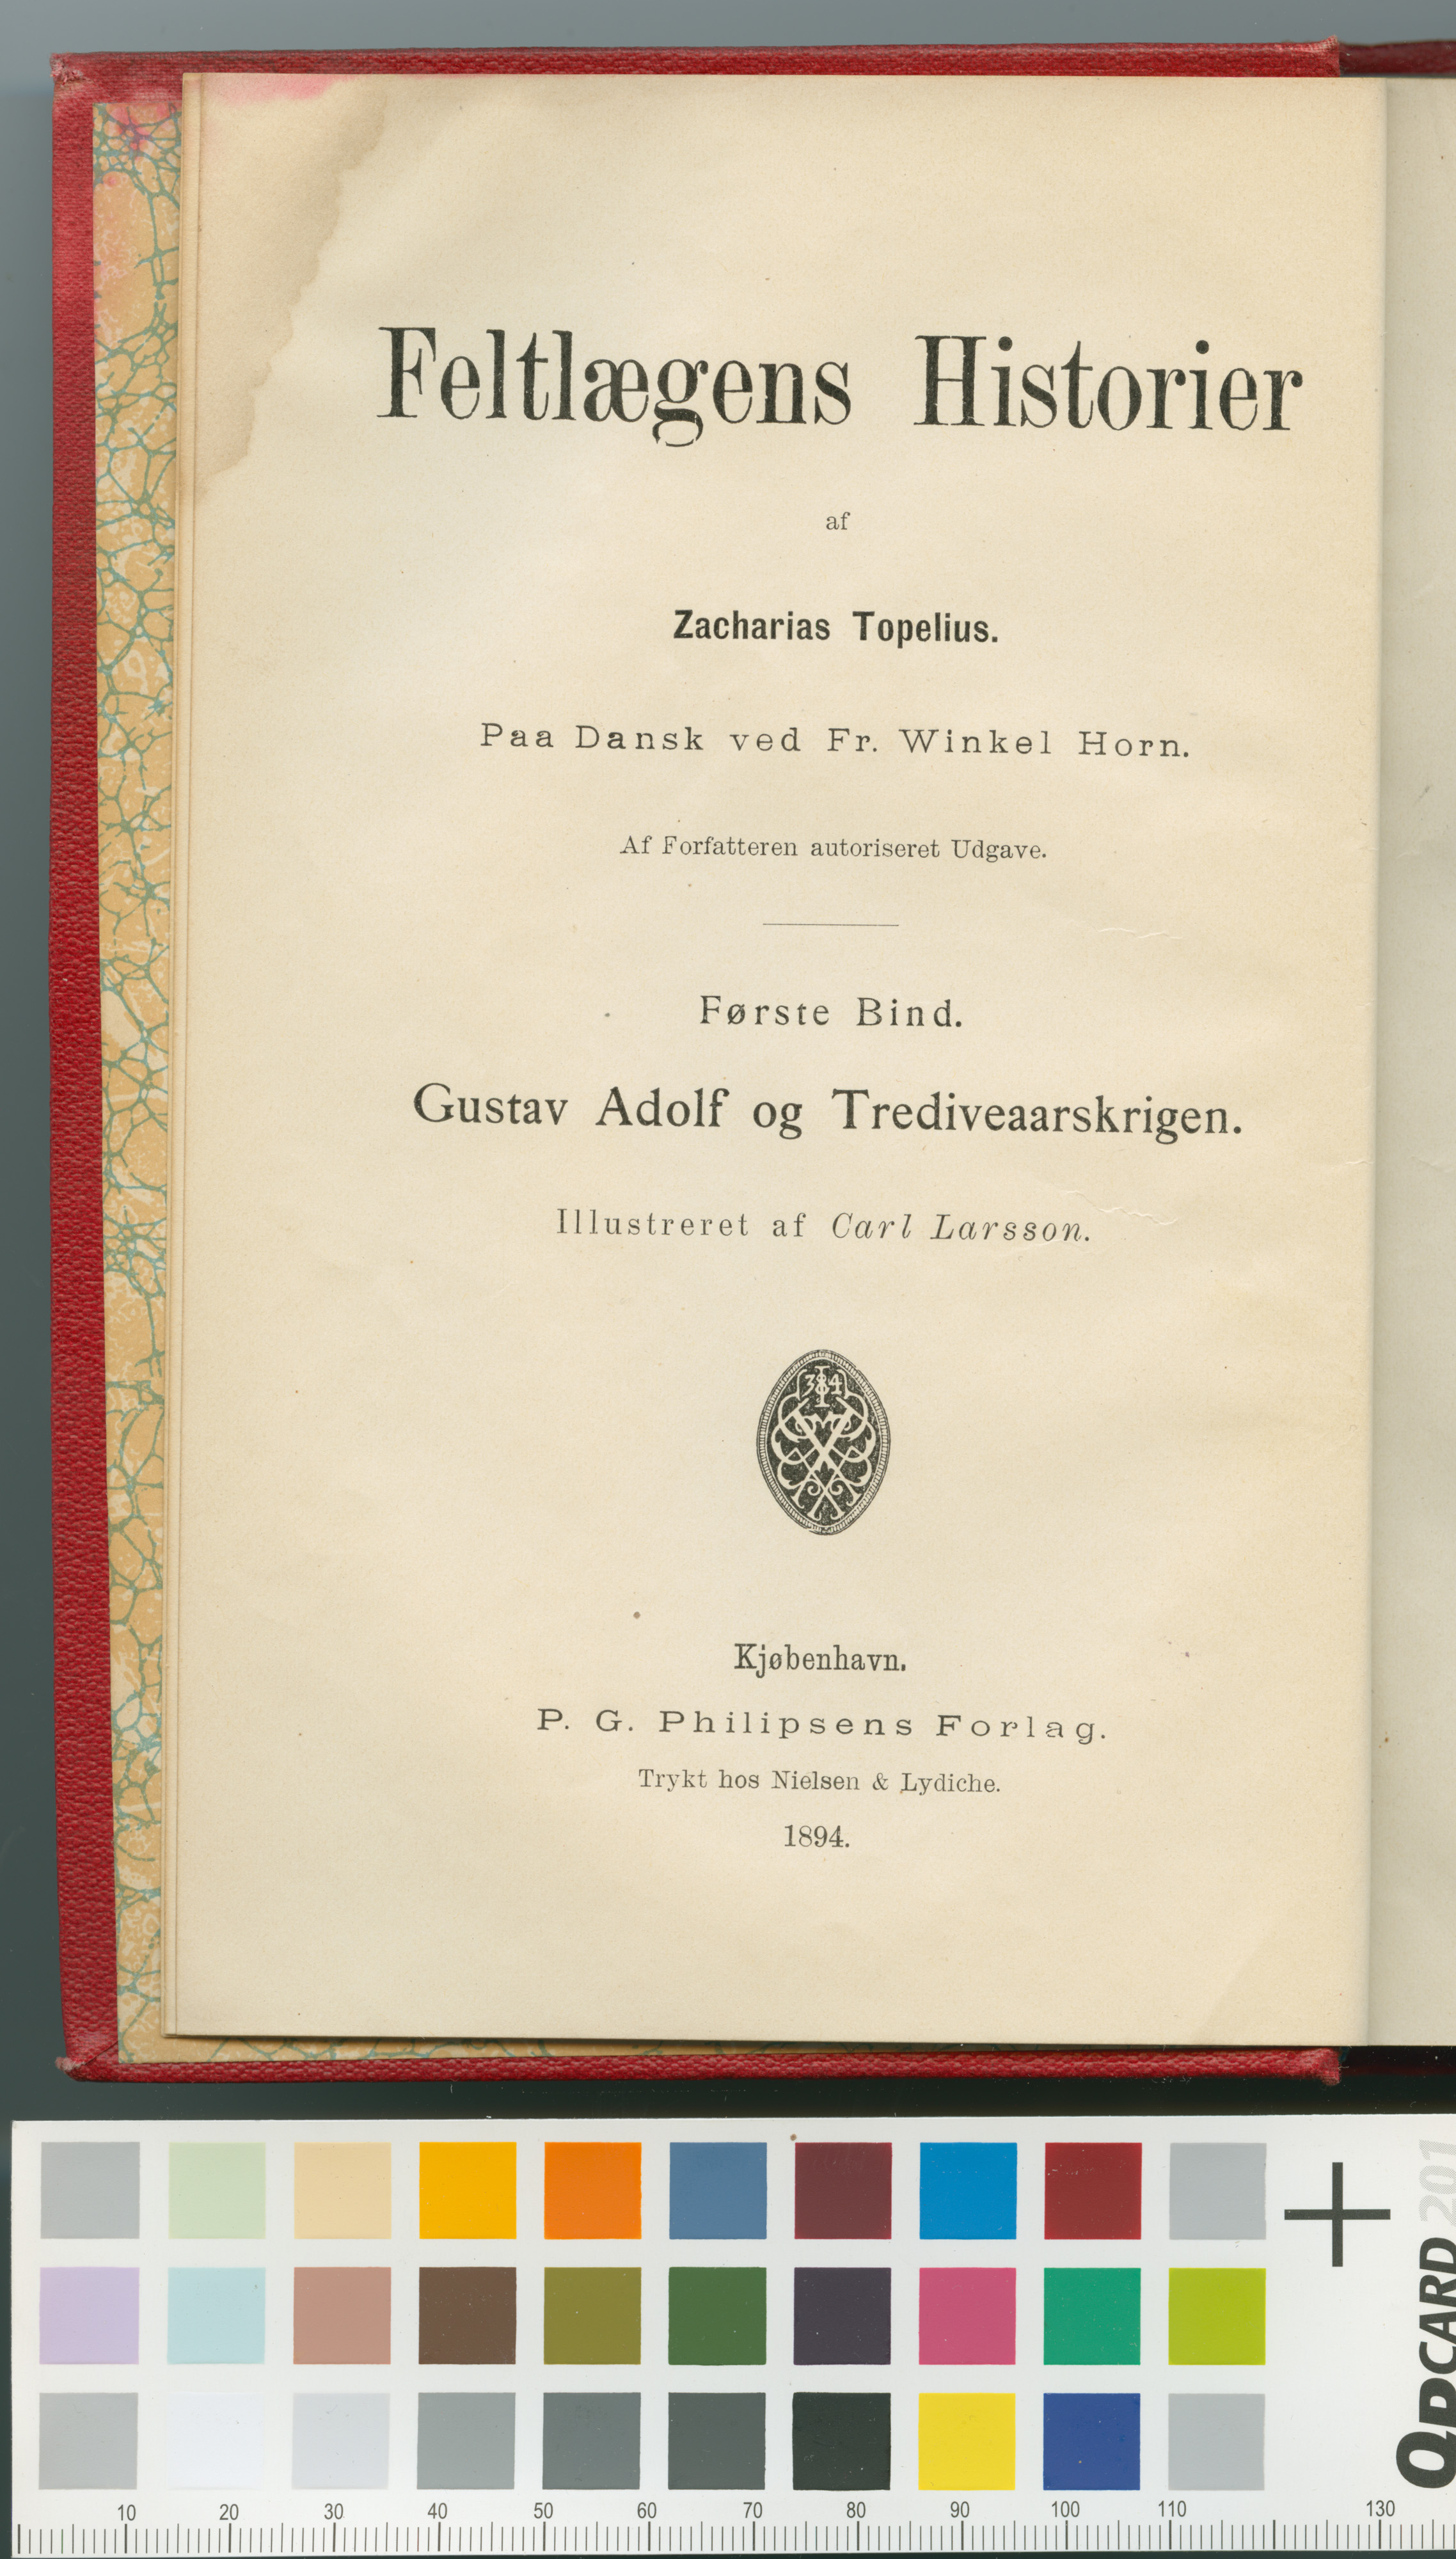 Feltlægens Historier
af
Zacharias Topelius.
Paa Dansk ved Fr. Winkel Horn.
Af Forfatteren autoriseret Udgave.
Første Bind.
Gustav Adolf og Trediveaarskrigen.
Illustreret af Carl Larsson.
Kjøbenhavn.
P. G. Philipsens Forlag.
Trykt hos Nielsen & Lydiche.
1894.
QPCARD 201
10 20 30 40 50 60 70 80 90 100 110 130